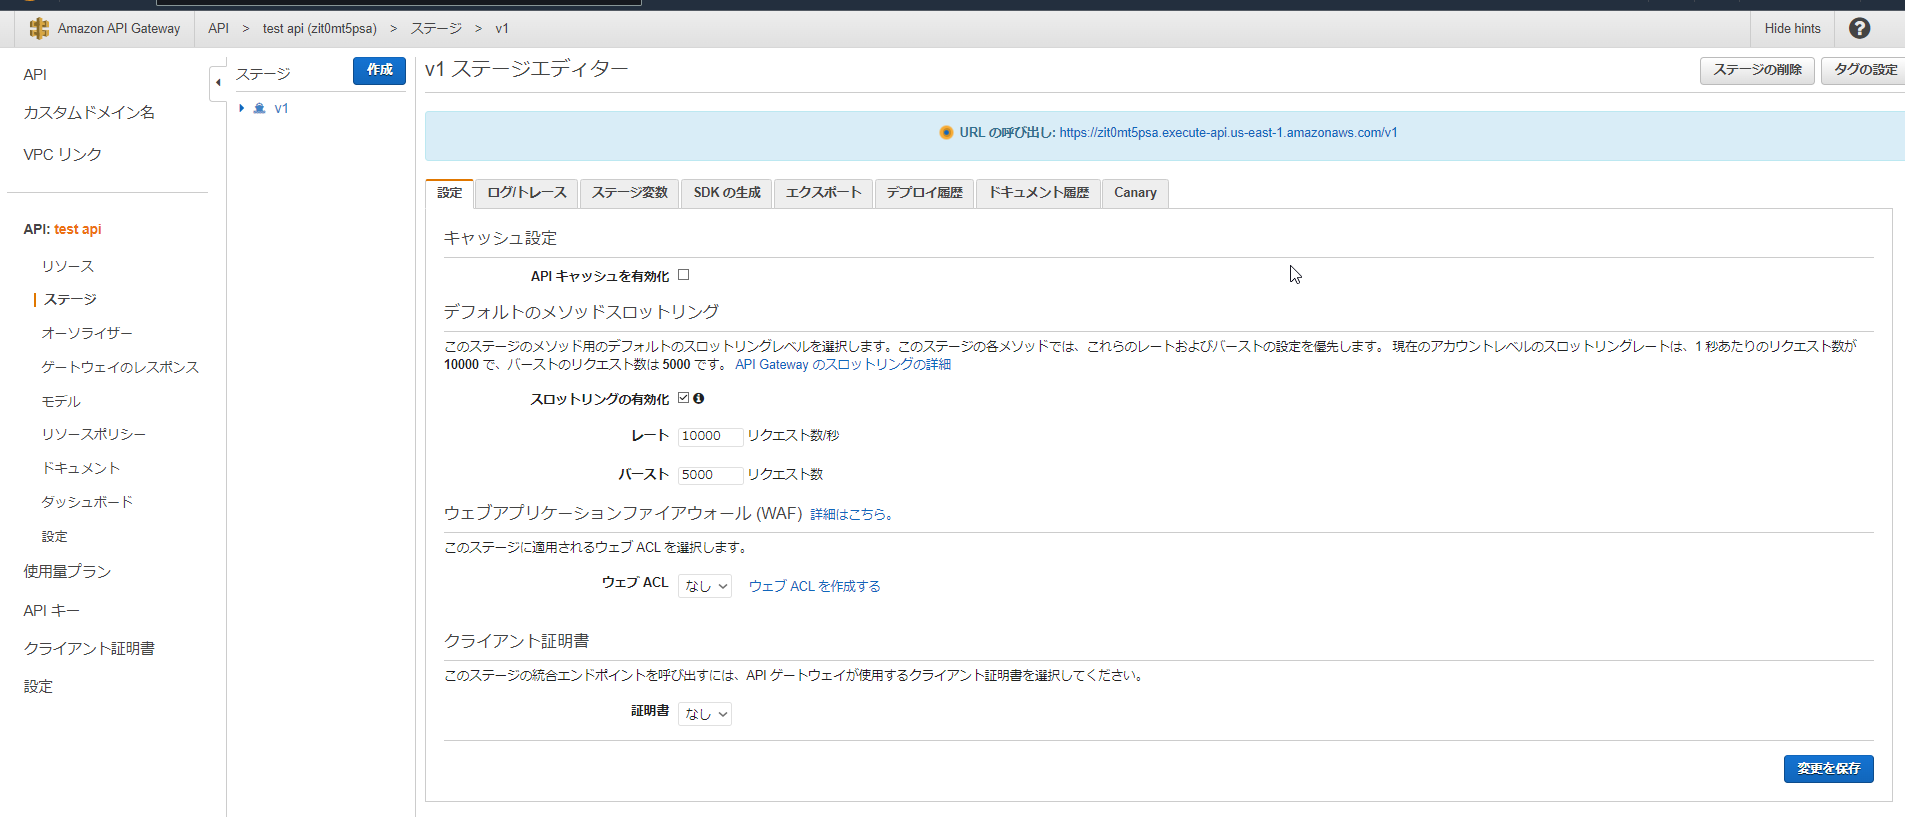 Amazon API Gateway
API > test api (zit0mt5psa) > ステージ > v1
Hide hints
?
API
カスタムドメイン名
VPC リンク
API: test api
リソース
ステージ
オーソライザー
ゲートウェイのレスポンス
モデル
リソースポリシー
ドキュメント
ダッシュボード
設定
使用量プラン
API キー
クライアント証明書
設定
ステージ
作成
v1
v1 ステージエディター
ステージの削除
タグの設定
URL の呼び出し: https://zit0mt5psa.execute-api.us-east-1.amazonaws.com/v1
設定 ログ/トレース ステージ変数 SDK の生成 エクスポート デプロイ履歴 ドキュメント履歴 Canary
キャッシュ設定
API キャッシュを有効化
デフォルトのメソッドスロットリング
このステージのメソッド用のデフォルトのスロットリングレベルを選択します。このステージの各メソッドでは、これらのレートおよびバーストの設定を優先します。 現在のアカウントレベルのスロットリングレートは、1 秒あたりのリクエスト数が
10000 で、バーストのリクエスト数は 5000 です。 API Gateway のスロットリングの詳細
スロットリングの有効化
レート 10000 リクエスト数/秒
バースト 5000 リクエスト数
ウェブアプリケーションファイアウォール (WAF) 詳細はこちら。
このステージに適用されるウェブ ACL を選択します。
ウェブ ACL なし ウェブ ACL を作成する
クライアント証明書
このステージの統合エンドポイントを呼び出すには、API ゲートウェイが使用するクライアント証明書を選択してください。
証明書 なし
変更を保存